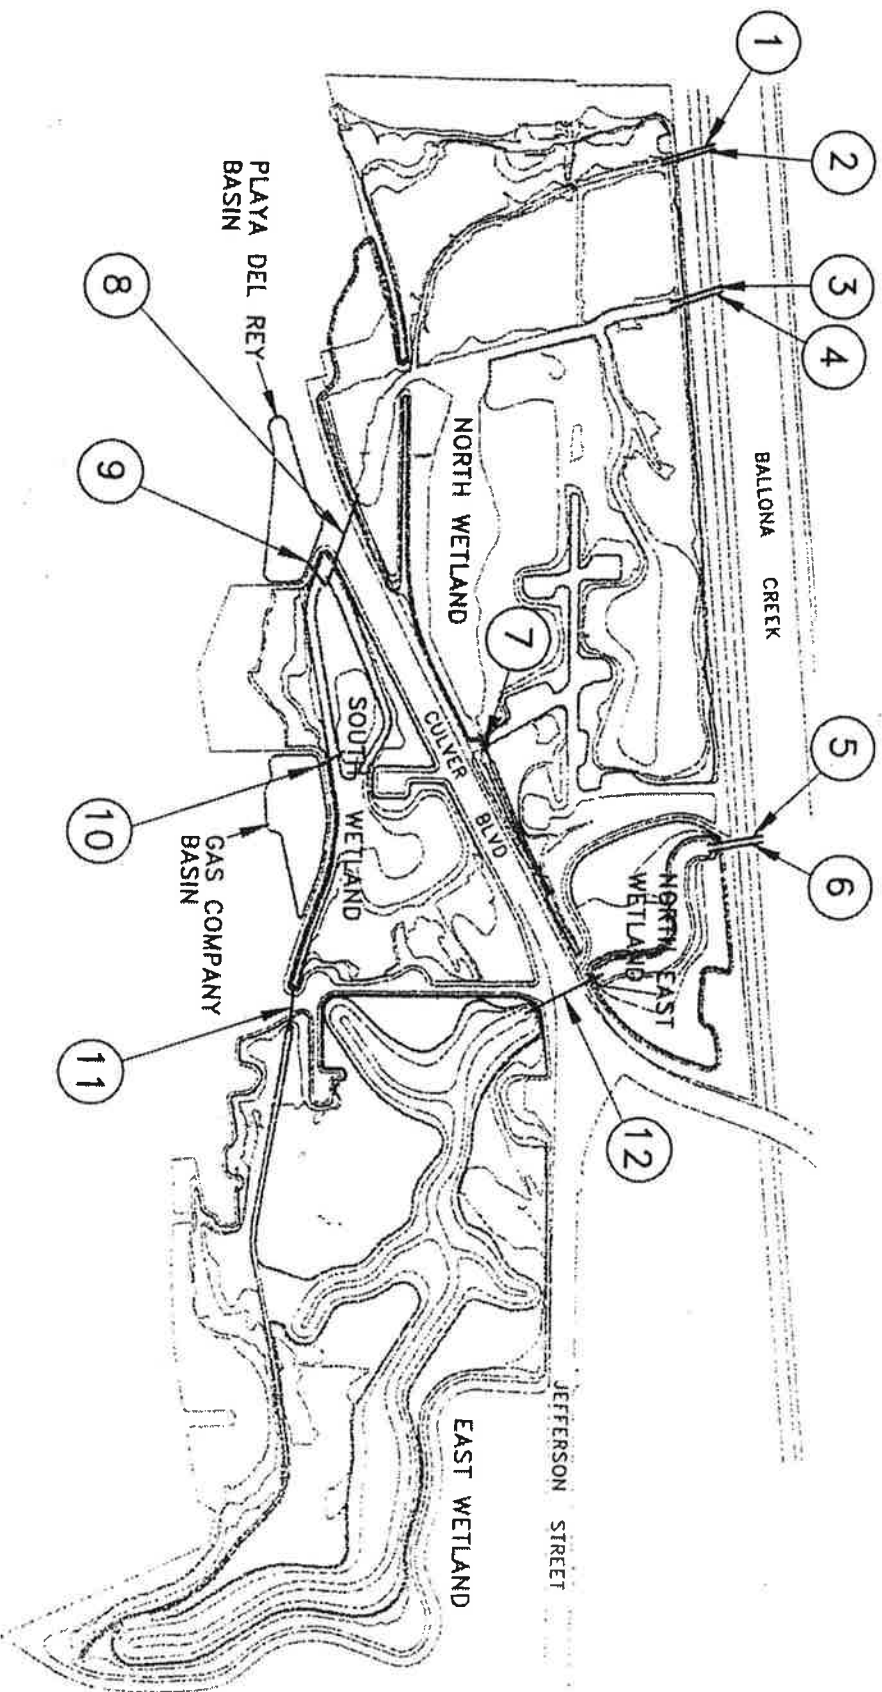 1
2
3
4
5
6
BALLONA CREEK
NORTH WETLAND
7
CULVER BLVD
NORTH EAST
WETLAND
12
JEFFERSON STREET
EAST WETLAND
PLAYA DEL REY
BASIN
8
9
SOUTH WETLAND
10
GAS COMPANY
BASIN
11